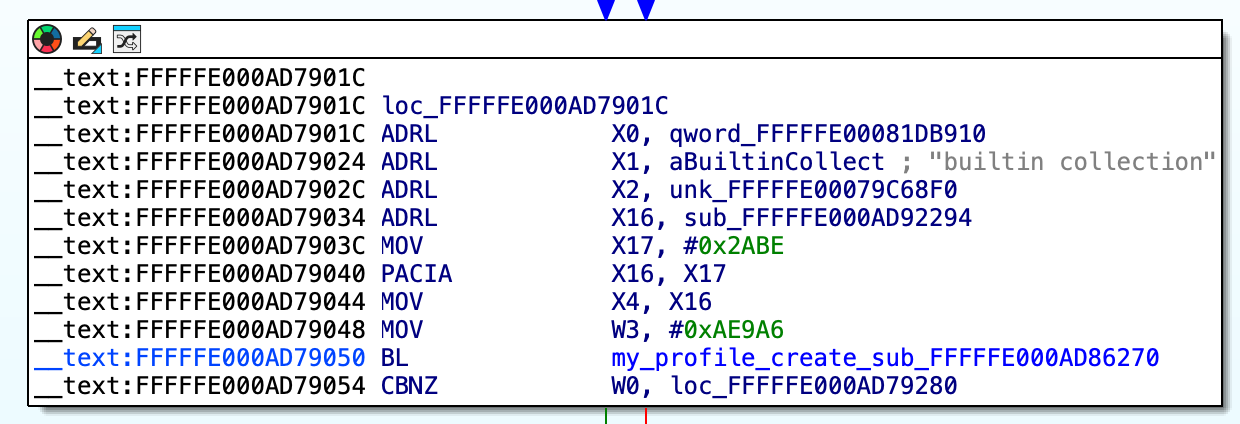 __text:FFFFFE000AD7901C
__text:FFFFFE000AD7901C loc_FFFFFE000AD7901C
__text:FFFFFE000AD7901C ADRL X0, qword_FFFFFE00081DB910
__text:FFFFFE000AD79024 ADRL X1, aBuiltinCollect ; "builtin collection"
__text:FFFFFE000AD7902C ADRL X2, unk_FFFFFE00079C68F0
__text:FFFFFE000AD79034 ADRL X16, sub_FFFFFE000AD92294
__text:FFFFFE000AD7903C MOV X17, #0x2ABE
__text:FFFFFE000AD79040 PACIA X16, X17
__text:FFFFFE000AD79044 MOV X4, X16
__text:FFFFFE000AD79048 MOV W3, #0xAE9A6
__text:FFFFFE000AD79050 BL my_profile_create_sub_FFFFFE000AD86270
__text:FFFFFE000AD79054 CBNZ W0, loc_FFFFFE000AD79280